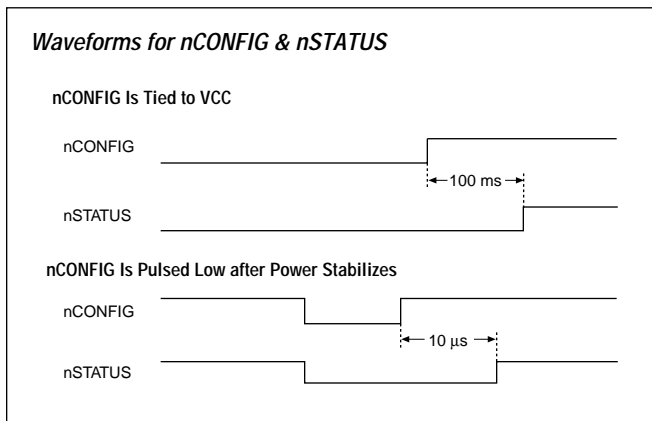 Waveforms for nCONFIG & nSTATUS
nCONFIG Is Tied to VCC
nCONFIG
100 ms
nSTATUS
nCONFIG Is Pulsed Low after Power Stabilizes
nCONFIG
10 μs
nSTATUS